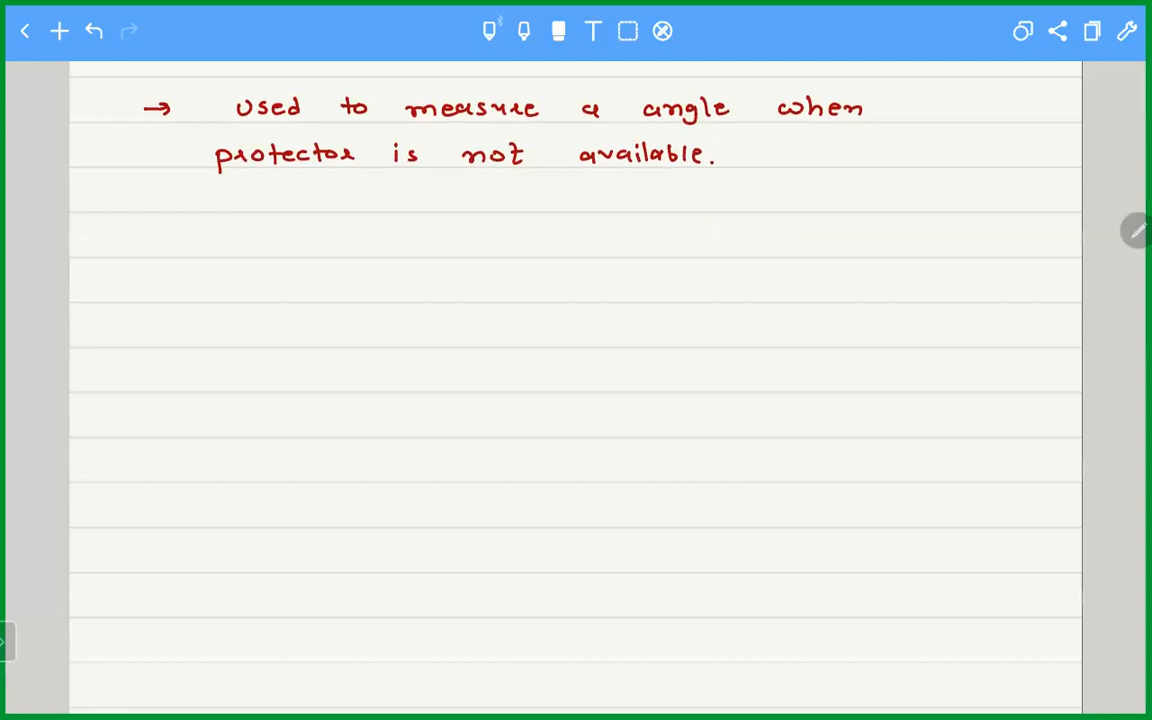 → used to measure a angle when
protector is not available.